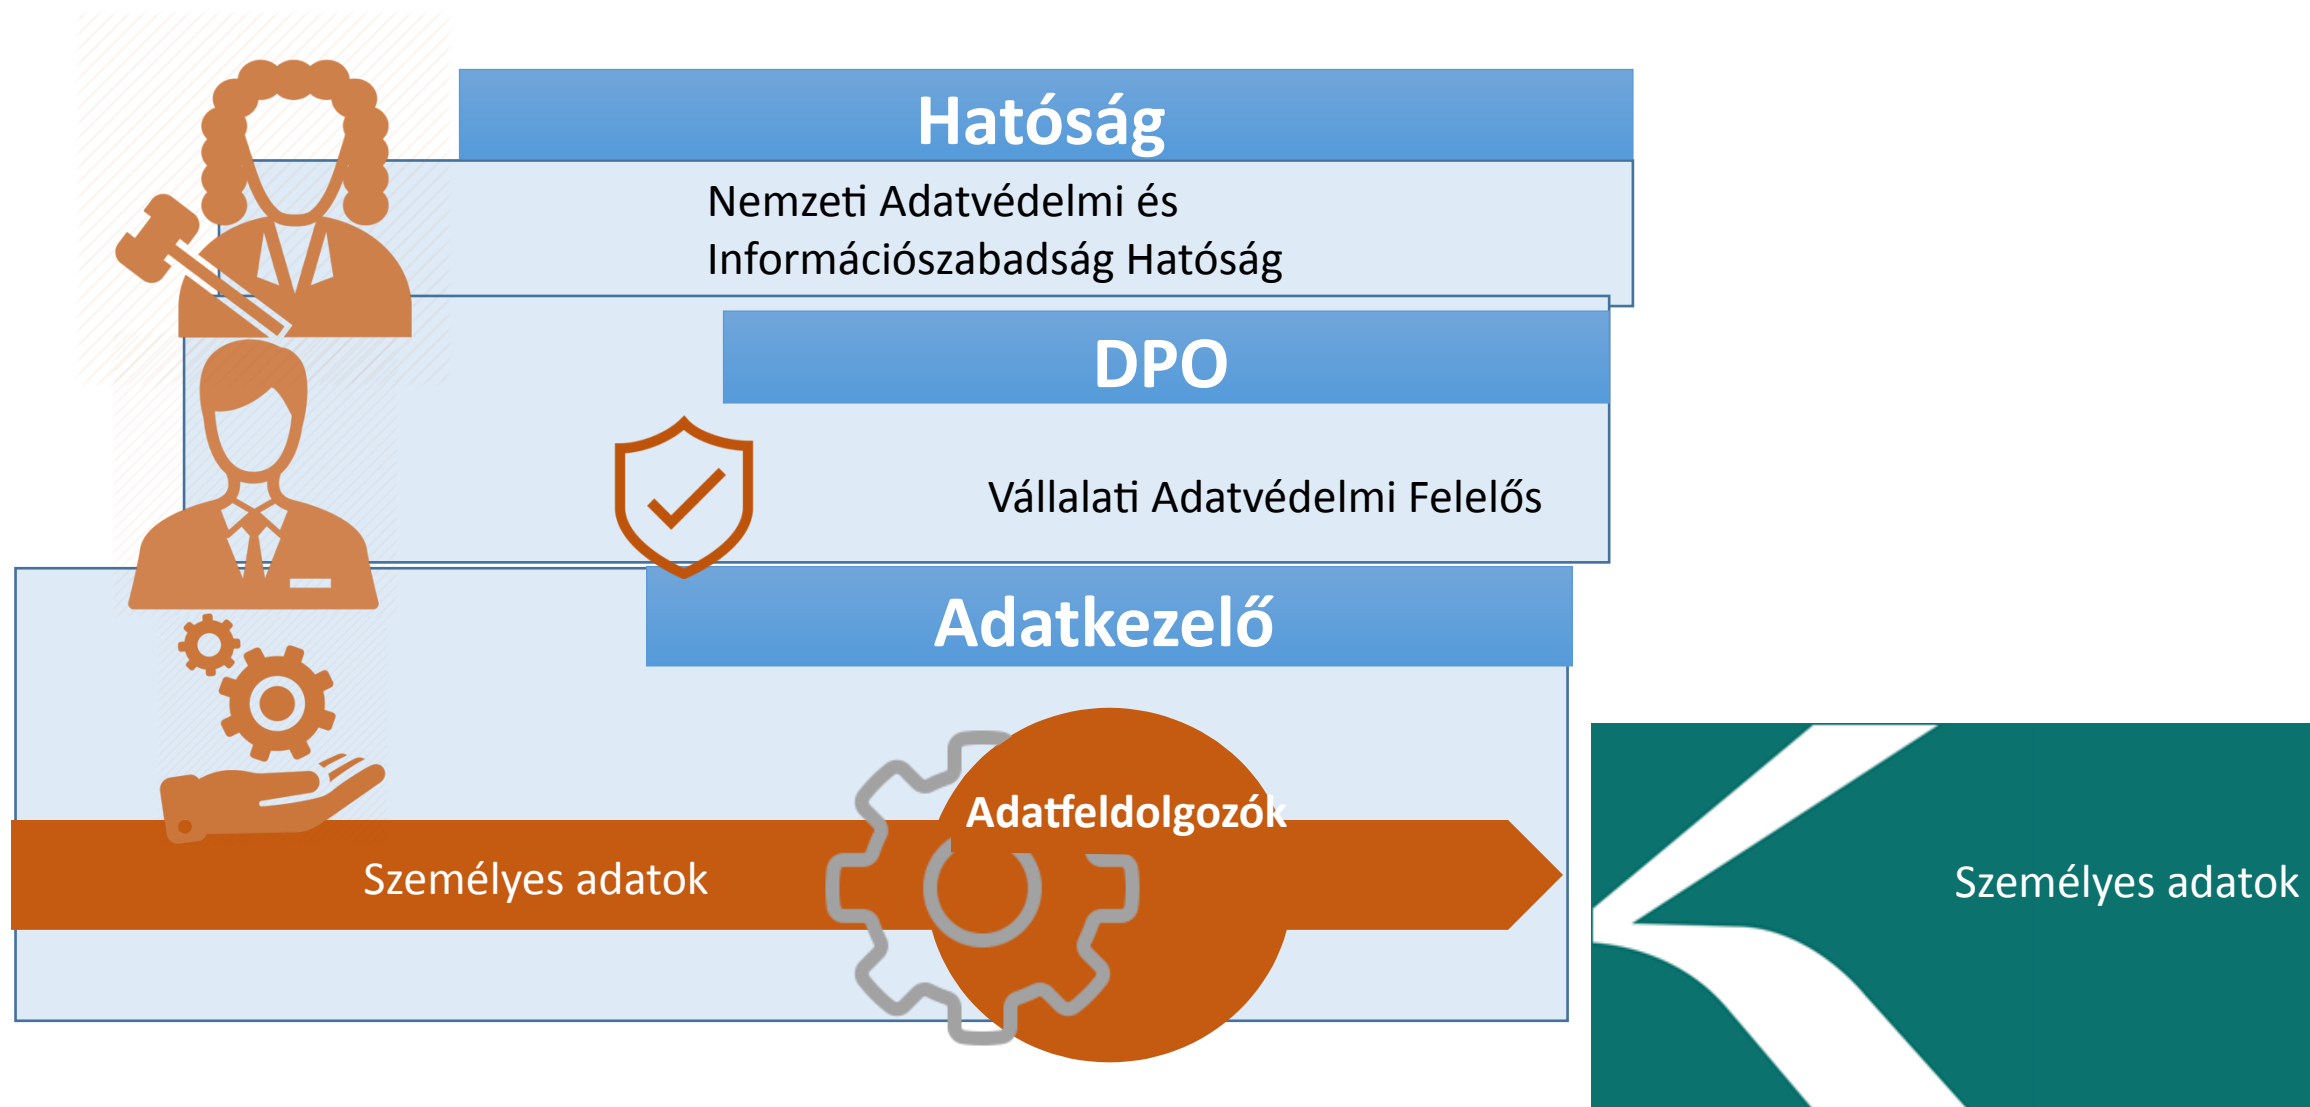 Hatóság
Nemzeti Adatvédelmi és
Információszabadság Hatóság
DPO
Vállalati Adatvédelmi Felelős
Adatkezelő
Adatfeldolgozók
Személyes adatok
Személyes adatok